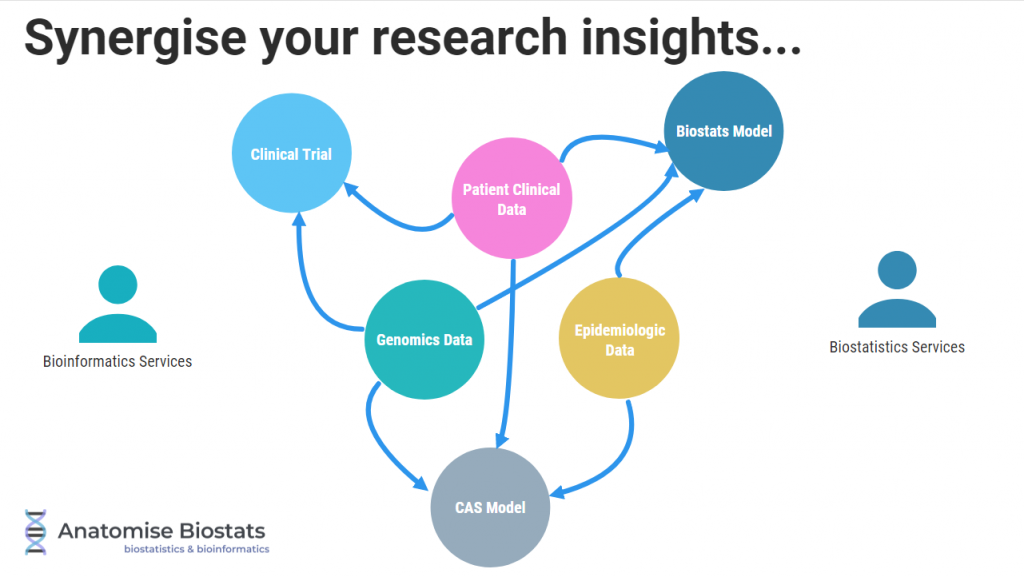 Synergise your research insights...
Clinical Trial
Biostats Model
Patient Clinical
Data
Genomics Data
Epidemiologic
Data
Bioinformatics Services
Biostatistics Services
CAS Model
Anatomise Biostats
biostatistics & bioinformatics